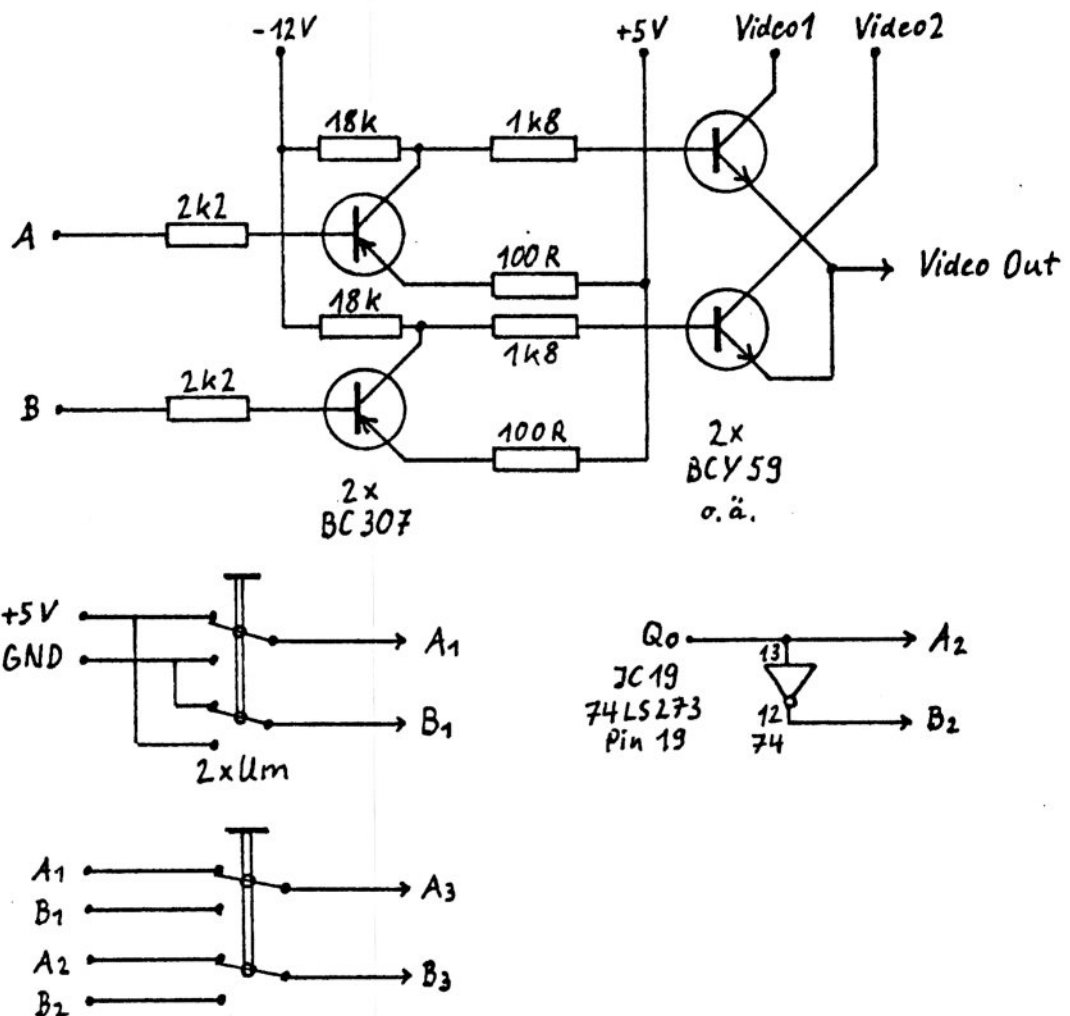 -12V
+5V
Video1
Video2
18k
1k8
2k2
A
100R
Video Out
18k
1k8
2k2
B
100R
2x
BC307
2x
BCY59
o.ä.
+5V
GND
A1
B1
2xUm
Q0
13
A2
JC19
74LS273
Pin 19
12
74
B2
A1
B1
A2
B2
A3
B3